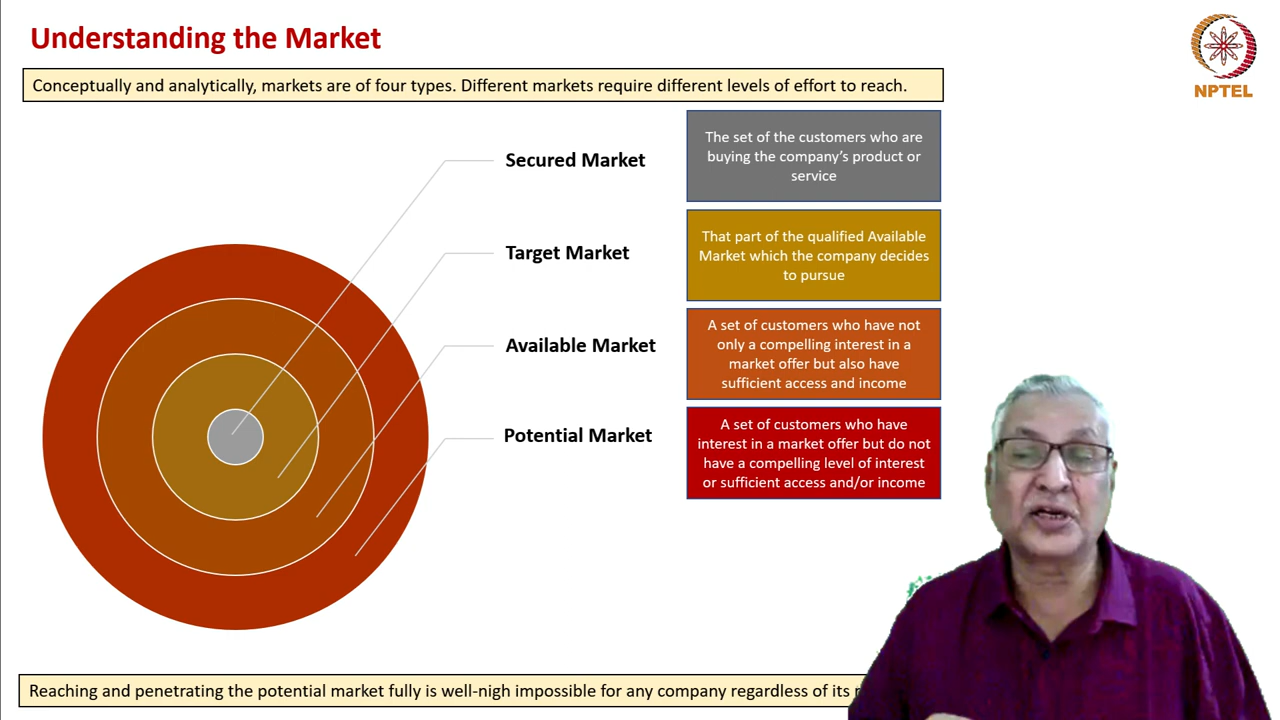 Understanding the Market
NPTEL
Conceptually and analytically, markets are of four types. Different markets require different levels of effort to reach.
Secured Market
The set of the customers who are
buying the company's product or
service
Target Market
That part of the qualified Available
Market which the company decides
to pursue
Available Market
A set of customers who have not
only a compelling interest in a
market offer but also have
sufficient access and income
Potential Market
A set of customers who have
interest in a market offer but do not
have a compelling level of interest
or sufficient access and/or income
Reaching and penetrating the potential market fully is well-nigh impossible for any company regardless of its